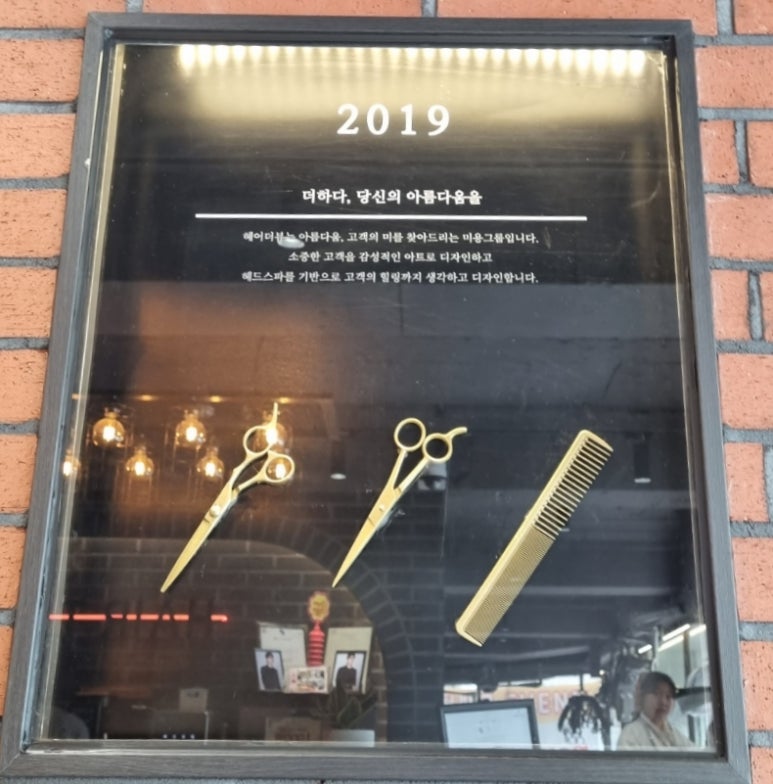 2019
더하다, 당신의 아름다움을
헤어더뷰는 아름다울, 고객의 미를 찾아드리는 미용그룹입니다.
소중한 고객을 감성적인 아트로 디자인하고
헤드스파를 기반으로 고객의 힐링까지 생각하고 디자인합니다.
EVENT